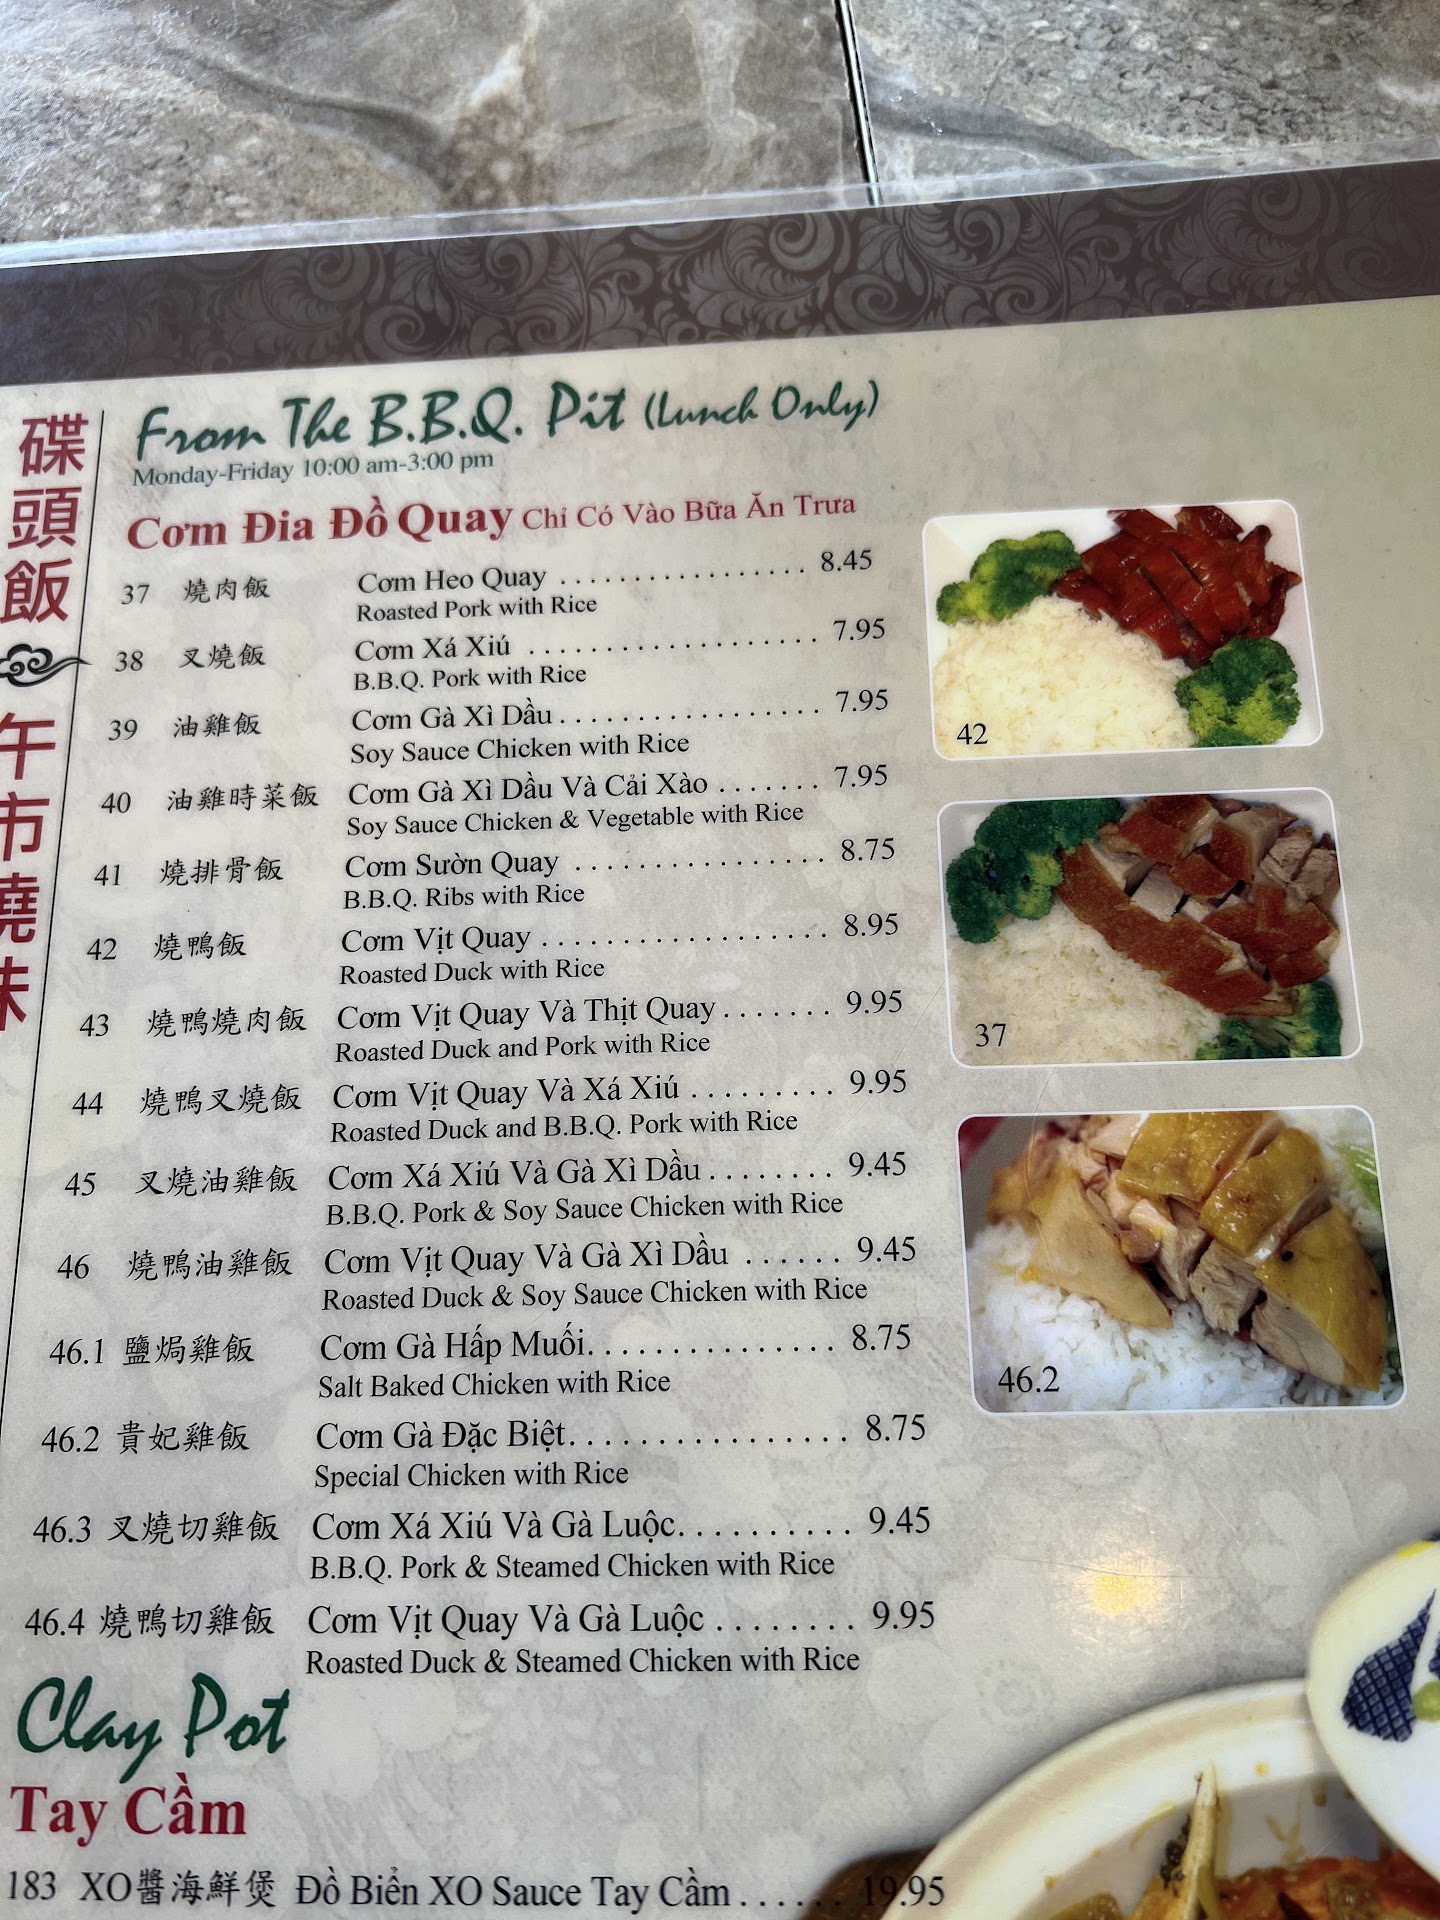 碟頭飯
午市燒味
From The B.B.Q. Pit (Lunch Only)
Monday-Friday 10:00 am-3:00 pm
Cơm Đia Đồ Quay Chỉ Có Vào Bữa Ăn Trưa
37 燒肉飯 Cơm Heo Quay . . . . . . . . . . . . . . . . . . 8.45
Roasted Pork with Rice
38 叉燒飯 Cơm Xá Xiú . . . . . . . . . . . . . . . . . . . . 7.95
B.B.Q. Pork with Rice
39 油雞飯 Cơm Gà Xì Dầu . . . . . . . . . . . . . . . . . . 7.95
Soy Sauce Chicken with Rice
40 油雞時菜飯 Cơm Gà Xì Dầu Và Cải Xào . . . . . . . 7.95
Soy Sauce Chicken & Vegetable with Rice
41 燒排骨飯 Cơm Sườn Quay . . . . . . . . . . . . . . . . . 8.75
B.B.Q. Ribs with Rice
42 燒鴨飯 Cơm Vịt Quay . . . . . . . . . . . . . . . . . . . 8.95
Roasted Duck with Rice
43 燒鴨燒肉飯 Cơm Vịt Quay Và Thịt Quay . . . . . . . 9.95
Roasted Duck and Pork with Rice
44 燒鴨叉燒飯 Cơm Vịt Quay Và Xá Xiú . . . . . . . . . 9.95
Roasted Duck and B.B.Q. Pork with Rice
45 叉燒油雞飯 Cơm Xá Xiú Và Gà Xì Dầu . . . . . . . . 9.45
B.B.Q. Pork & Soy Sauce Chicken with Rice
46 燒鴨油雞飯 Cơm Vịt Quay Và Gà Xì Dầu . . . . . . 9.45
Roasted Duck & Soy Sauce Chicken with Rice
46.1 鹽焗雞飯 Cơm Gà Hấp Muối. . . . . . . . . . . . . . . 8.75
Salt Baked Chicken with Rice
46.2 貴妃雞飯 Cơm Gà Đặc Biệt. . . . . . . . . . . . . . . . . 8.75
Special Chicken with Rice
46.3 叉燒切雞飯 Cơm Xá Xiú Và Gà Luộc. . . . . . . . . . 9.45
B.B.Q. Pork & Steamed Chicken with Rice
46.4 燒鴨切雞飯 Cơm Vịt Quay Và Gà Luộc . . . . . . . . 9.95
Roasted Duck & Steamed Chicken with Rice
42
37
46.2
Clay Pot
Tay Cầm
183 XO醬海鮮煲 Đồ Biển XO Sauce Tay Cầm . . . . . . 19.95